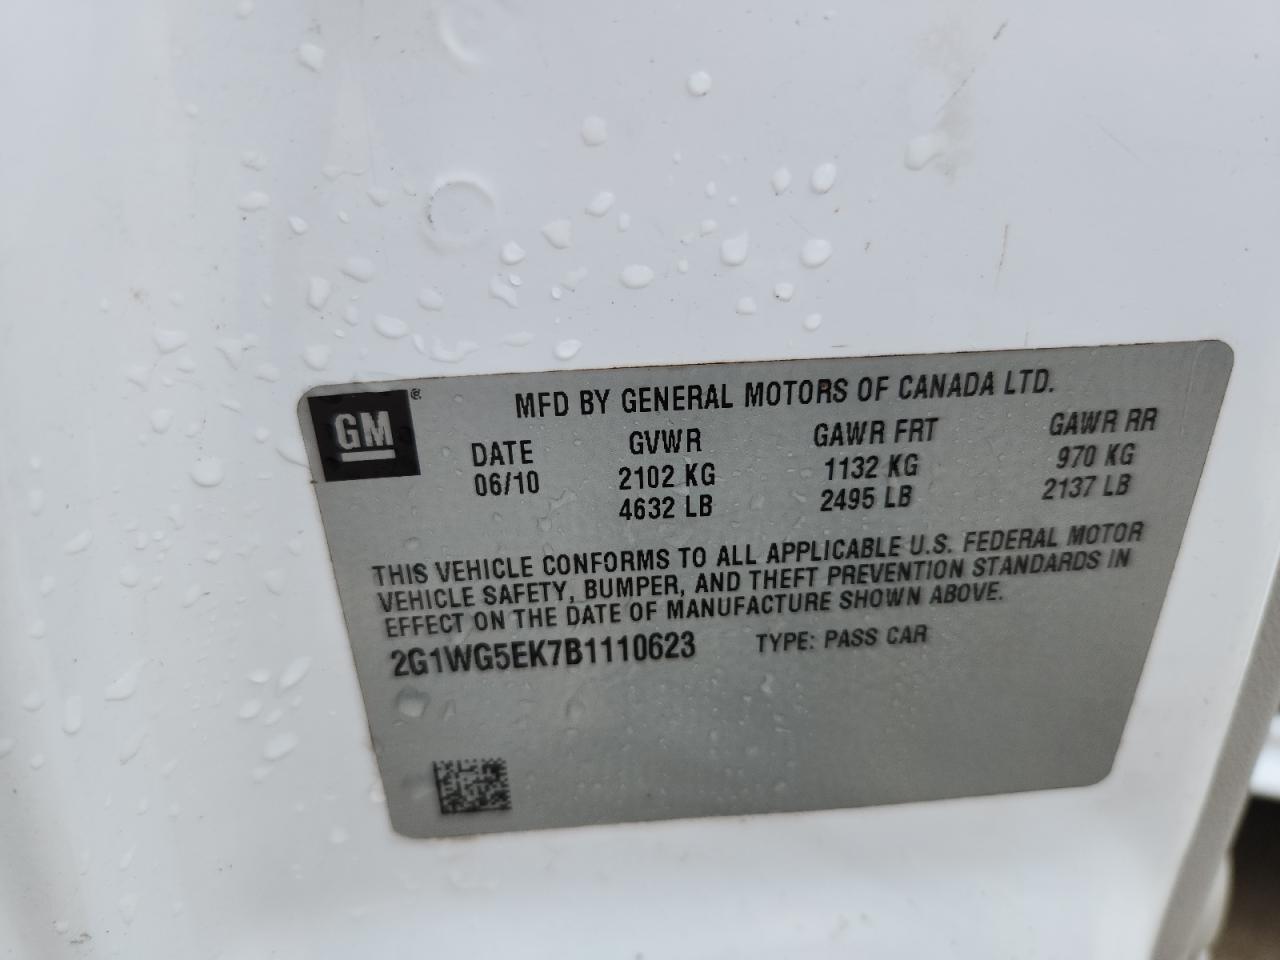 GM®
MFD BY GENERAL MOTORS OF CANADA LTD.
DATE GVWR GAWR FRT GAWR RR
06/10 2102 KG 1132 KG 970 KG
4632 LB 2495 LB 2137 LB
THIS VEHICLE CONFORMS TO ALL APPLICABLE U.S. FEDERAL MOTOR
VEHICLE SAFETY, BUMPER, AND THEFT PREVENTION STANDARDS IN
EFFECT ON THE DATE OF MANUFACTURE SHOWN ABOVE.
2G1WG5EK7B1110623 TYPE: PASS CAR